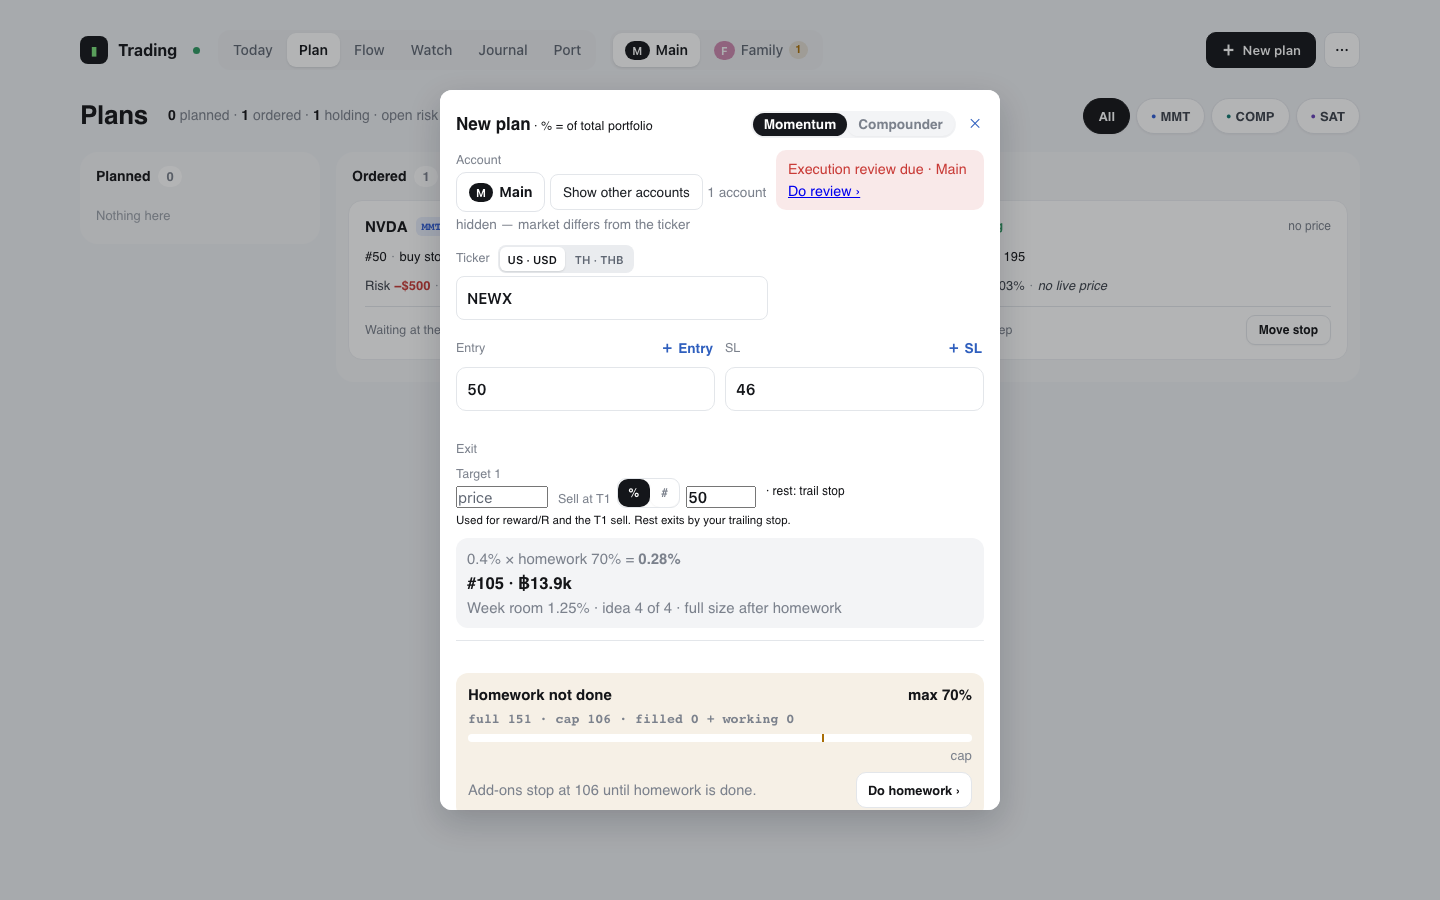 Trading
Today Plan Flow Watch Journal Port
M Main F Family 1
+ New plan
...
Plans 0 planned · 1 ordered · 1 holding · open risk
All • MMT • COMP • SAT
Planned 0
Nothing here
Ordered 1
NVDA MMT
#50 · buy sto
Risk –$500 ·
Waiting at the
no price
195
03% · no live price
ep
Move stop
New plan · % = of total portfolio
Momentum Compounder ×
Account
M Main Show other accounts 1 account
hidden — market differs from the ticker
Execution review due · Main
Do review ›
Ticker US · USD TH · THB
NEWX
Entry + Entry SL + SL
50 46
Exit
Target 1
price Sell at T1 % # 50 · rest: trail stop
Used for reward/R and the T1 sell. Rest exits by your trailing stop.
0.4% × homework 70% = 0.28%
#105 · ฿13.9k
Week room 1.25% · idea 4 of 4 · full size after homework
Homework not done max 70%
full 151 · cap 106 · filled 0 + working 0
cap
Add-ons stop at 106 until homework is done.
Do homework ›